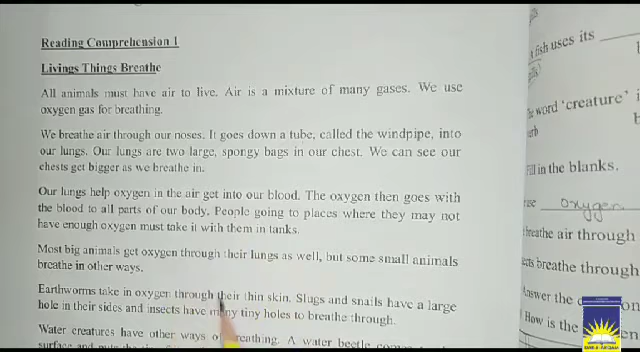 Reading Comprehension 1
Livings Things Breathe
All animals must have air to live. Air is a mixture of many gases. We use
oxygen gas for breathing.
We breathe air through our noses. It goes down a tube, called the windpipe, into
our lungs. Our lungs are two large, spongy bags in our chest. We can see our
chests get bigger as we breathe in.
Our lungs help oxygen in the air get into our blood. The oxygen then goes with
the blood to all parts of our body. People going to places where they may not
have enough oxygen must take it with them in tanks.
Most big animals get oxygen through their lungs as well, but some small animals
breathe in other ways.
Earthworms take in oxygen through their thin skin. Slugs and snails have a large
hole in their sides and insects have many tiny holes to breathe through.
Water creatures have other ways of breathing. A water beetle
surface and
fish uses its
word 'creature'
Fill in the blanks.
use oxygen
breathe air through
breathe through
Answer the
How is the